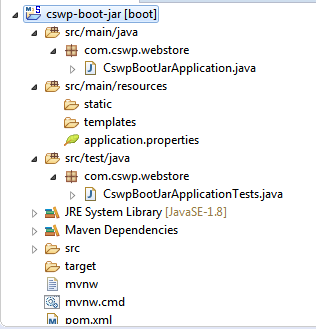 cswp-boot-jar [boot]
src/main/java
com.cswp.webstore
CswpBootJarApplication.java
src/main/resources
static
templates
application.properties
src/test/java
com.cswp.webstore
CswpBootJarApplicationTests.java
JRE System Library [JavaSE-1.8]
Maven Dependencies
src
target
mvnw
mvnw.cmd
pom.xml